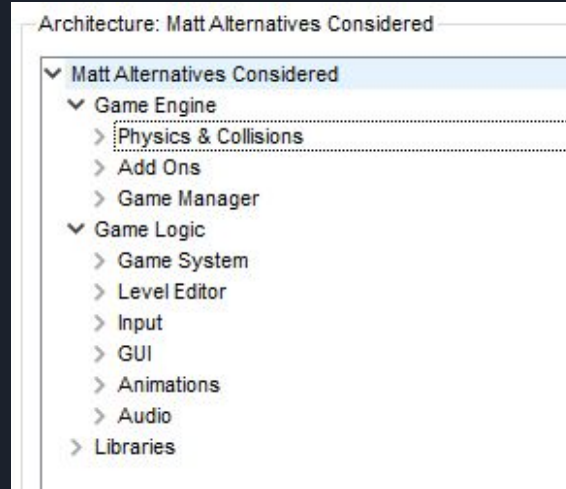 Architecture: Matt Alternatives Considered
Matt Alternatives Considered
Game Engine
Physics & Collisions
Add Ons
Game Manager
Game Logic
Game System
Level Editor
Input
GUI
Animations
Audio
Libraries